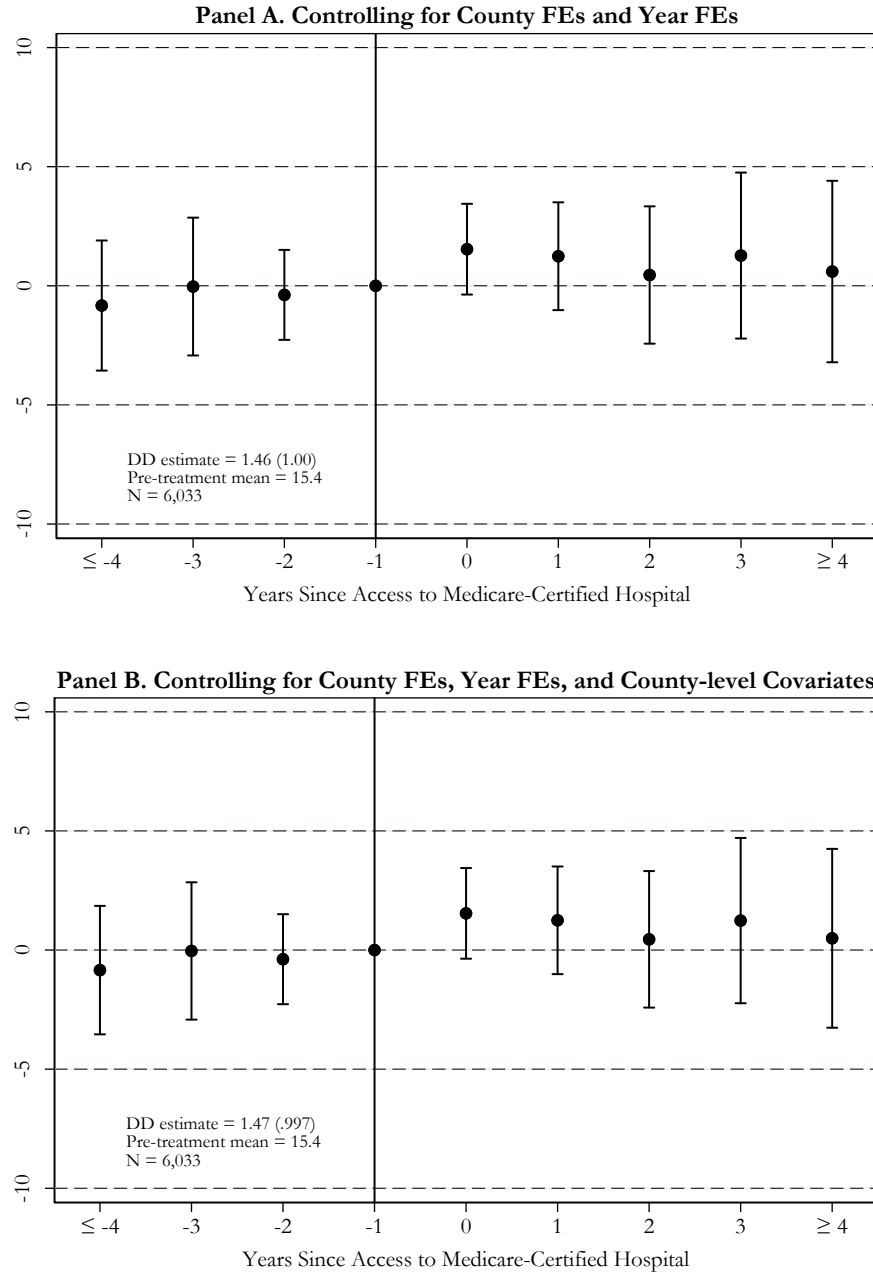 Panel A. Controlling for County FEs and Year FEs
10
5
0
-5
-10
DD estimate = 1.46 (1.00)
Pre-treatment mean = 15.4
N = 6,033
≤ -4 -3 -2 -1 0 1 2 3 ≥ 4
Years Since Access to Medicare-Certified Hospital
Panel B. Controlling for County FEs, Year FEs, and County-level Covariates
10
5
0
-5
-10
DD estimate = 1.47 (.997)
Pre-treatment mean = 15.4
N = 6,033
≤ -4 -3 -2 -1 0 1 2 3 ≥ 4
Years Since Access to Medicare-Certified Hospital